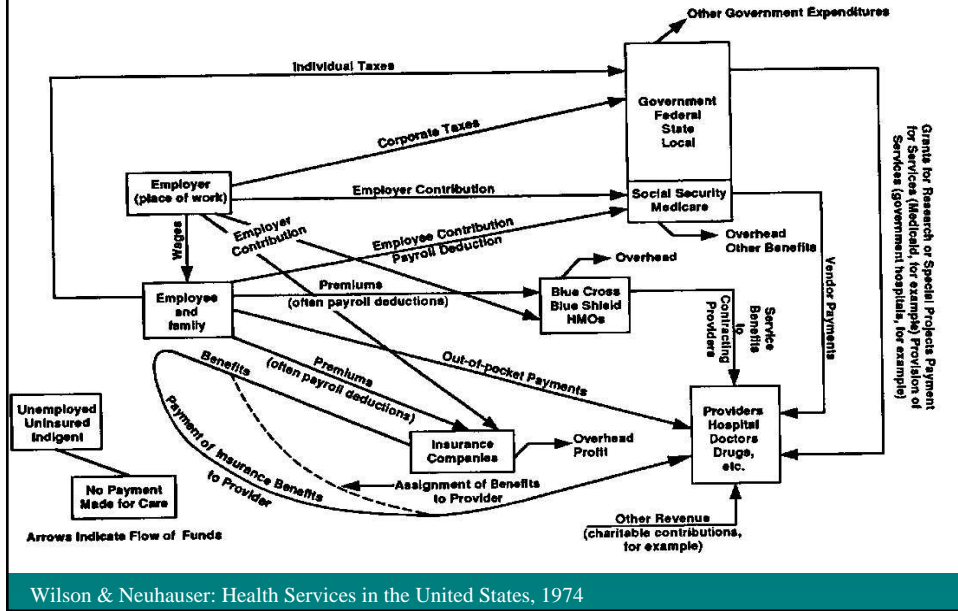 Other Government Expenditures
Individual Taxes
Government
Federal
State
Local
Corporate Taxes
Employer
(place of work)
Employer Contribution
Social Security
Medicare
Employer
Contribution
Wages
Employee Contribution
Payroll Deduction
Overhead
Other Benefits
Overhead
Employee
and
family
Premiums
(often payroll deductions)
Blue Cross
Blue Shield
HMOs
Service
Benefits
to
Contracting
Providers
Vendor Payments
Grants for Research or Special Projects Payment
for Services (Medicaid, for example) Provision of
Services (government hospitals, for example)
Benefits
Premiums
(often payroll deductions)
Out-of-pocket Payments
Providers
Hospital
Doctors
Drugs,
etc.
Unemployed
Uninsured
Indigent
Insurance
Companies
Overhead
Profit
Payment of Insurance Benefits
to Provider
Assignment of Benefits
to Provider
No Payment
Made for Care
Other Revenue
(charitable contributions,
for example)
Arrows Indicate Flow of Funds
Wilson & Neuhauser: Health Services in the United States, 1974